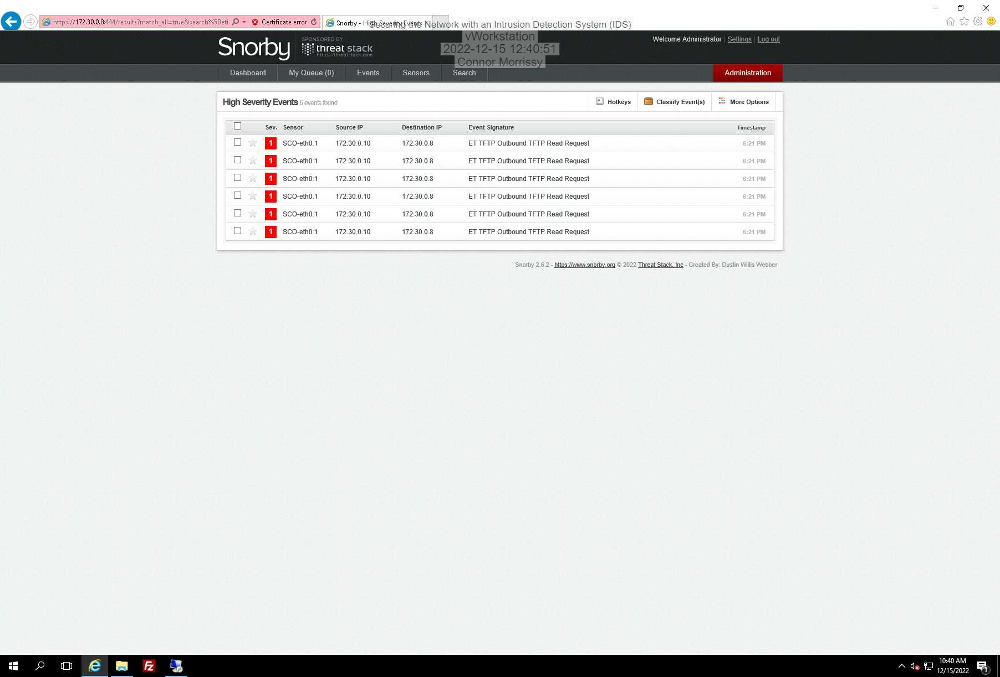 https://172.30.0.8:444/results?match_all=true&search%5Beti
Certificate error
Snorby - High Severity Events
Securing the Network with an Intrusion Detection System (IDS)
vWorkstation
2022-12-15 12:40:51
Connor Morrissy
Snorby
SPONSORED BY
threat stack
https://threatstack.com
Welcome Administrator
Settings
Log out
Dashboard
My Queue (0)
Events
Sensors
Search
Administration
High Severity Events 6 events found
Hotkeys
Classify Event(s)
More Options
Sev. Sensor Source IP Destination IP Event Signature Timestamp
1 SCO-eth0:1 172.30.0.10 172.30.0.8 ET TFTP Outbound TFTP Read Request 6:21 PM
1 SCO-eth0:1 172.30.0.10 172.30.0.8 ET TFTP Outbound TFTP Read Request 6:21 PM
1 SCO-eth0:1 172.30.0.10 172.30.0.8 ET TFTP Outbound TFTP Read Request 6:21 PM
1 SCO-eth0:1 172.30.0.10 172.30.0.8 ET TFTP Outbound TFTP Read Request 6:21 PM
1 SCO-eth0:1 172.30.0.10 172.30.0.8 ET TFTP Outbound TFTP Read Request 6:21 PM
1 SCO-eth0:1 172.30.0.10 172.30.0.8 ET TFTP Outbound TFTP Read Request 6:21 PM
Snorby 2.6.2 - https://www.snorby.org © 2022 Threat Stack, Inc - Created By: Dustin Willis Webber
Fz
10:40 AM
12/15/2022
1